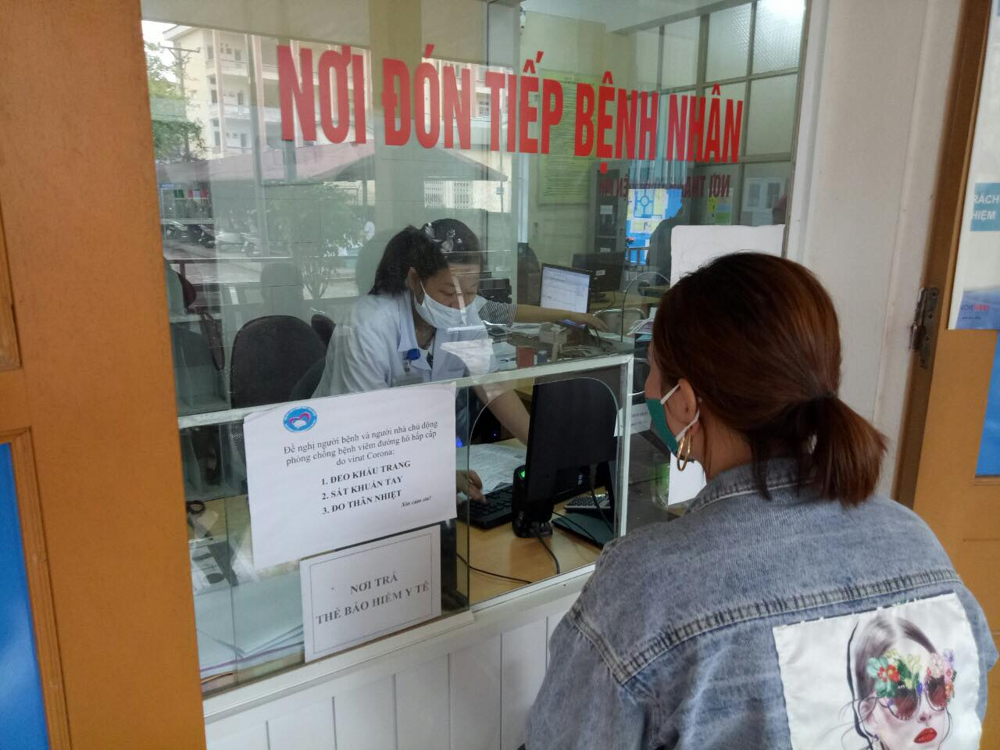 NƠI ĐÓN TIẾP BỆNH NHÂN
Đề nghị người bệnh và người nhà chủ động
phòng chống bệnh viêm đường hô hấp cấp
do virut Corona:
1. ĐEO KHẨU TRANG
2. SÁT KHUẨN TAY
3. ĐO THÂN NHIỆT
Xin cảm ơn!
NƠI TRẢ
THẺ BẢO HIỂM Y TẾ
RÁCH
HIỆM